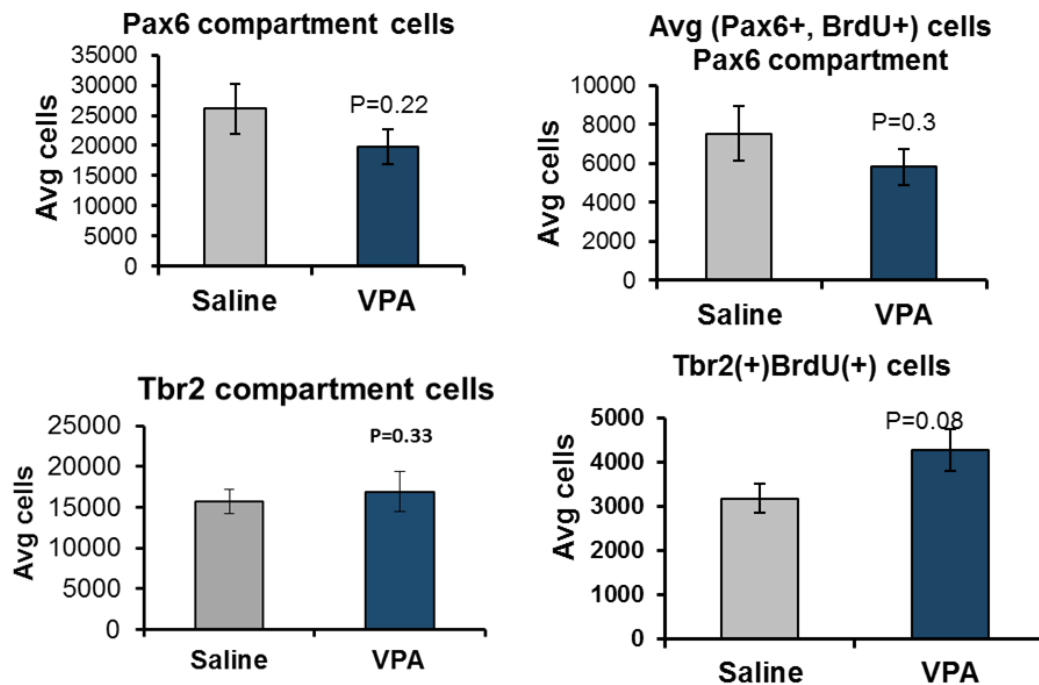 Pax6 compartment cells
35000
30000
25000
20000
15000
10000
5000
0
Avg cells
P=0.22
Saline
VPA
Avg (Pax6+, BrdU+) cells
Pax6 compartment
10000
8000
6000
4000
2000
0
Avg cells
P=0.3
Saline
VPA
Tbr2 compartment cells
25000
20000
15000
10000
5000
0
Avg cells
P=0.33
Saline
VPA
Tbr2(+)BrdU(+) cells
5000
4000
3000
2000
1000
0
Avg cells
P=0.08
Saline
VPA